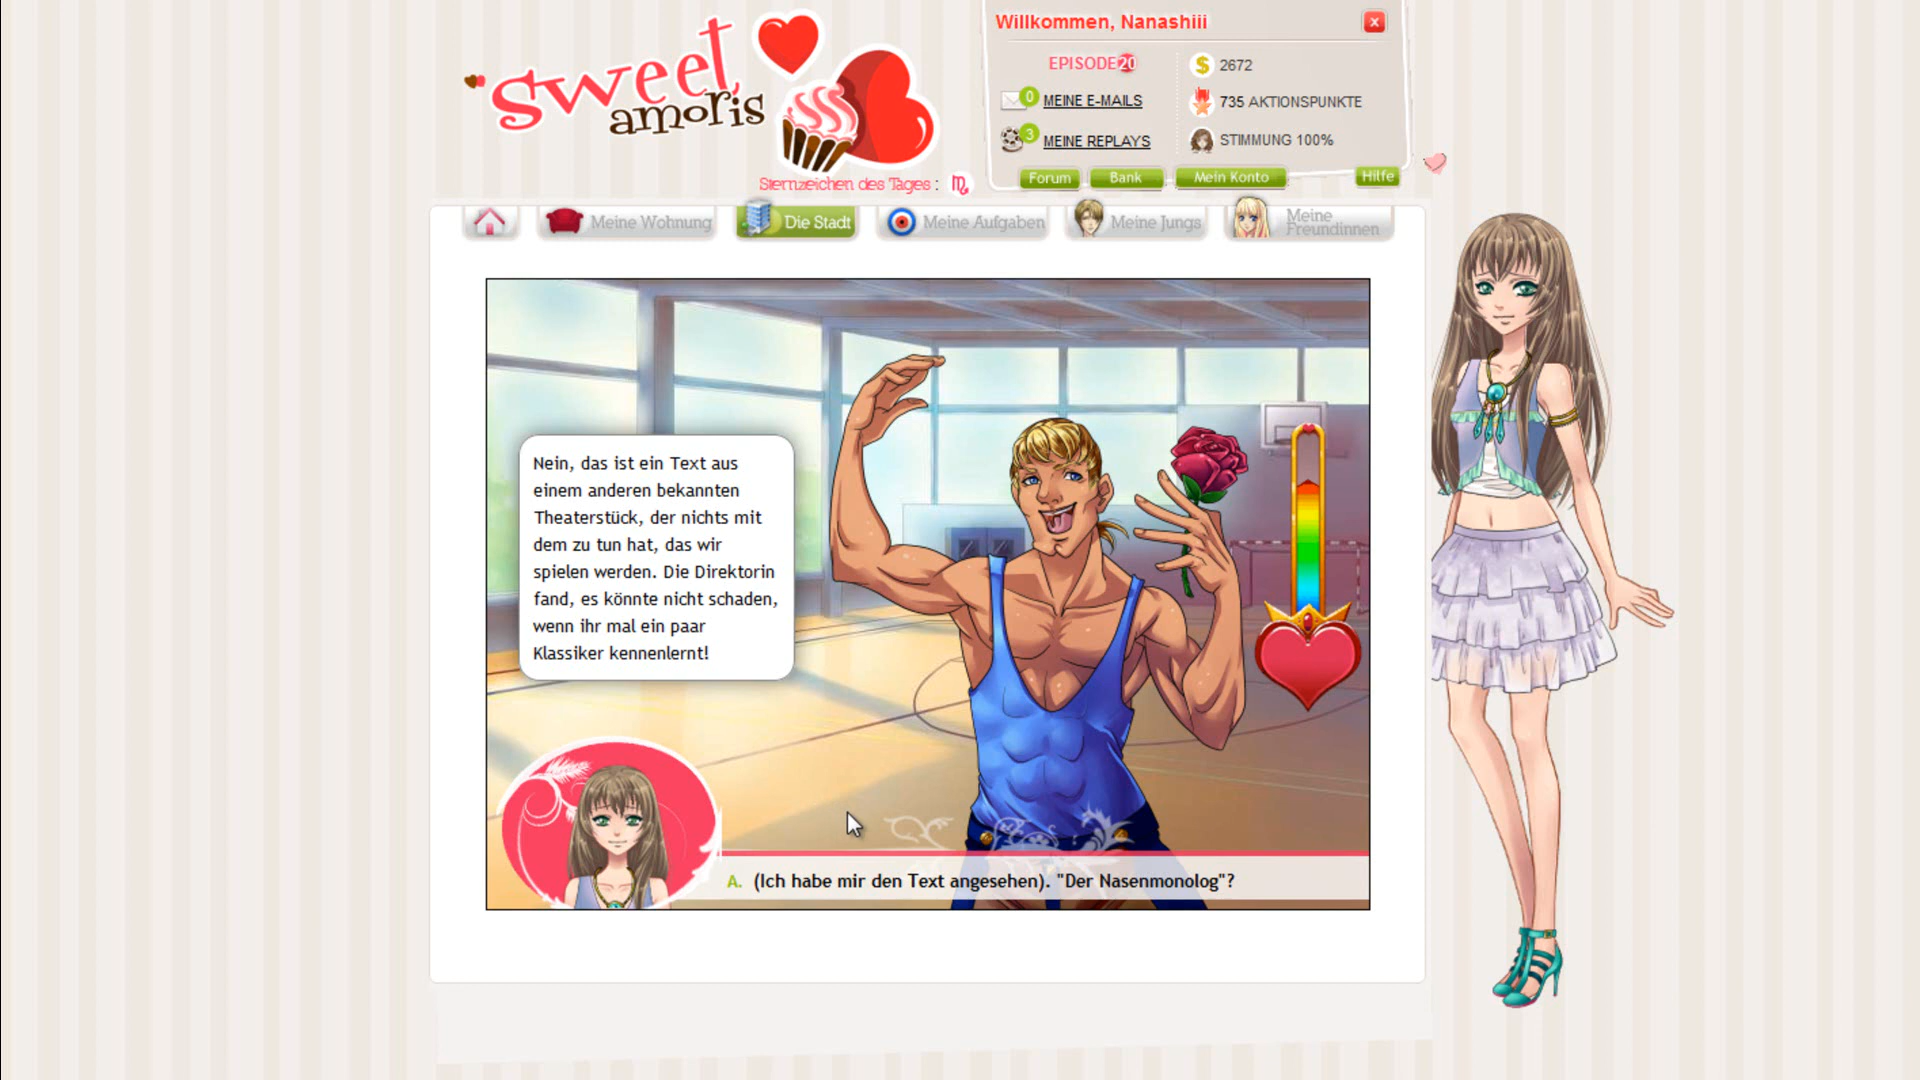 sweet
amoris
Sternzeichen des Tages :
Willkommen, Nanashiii
x
EPISODE 20
2672
0 MEINE E-MAILS
735 AKTIONSPUNKTE
3 MEINE REPLAYS
STIMMUNG 100%
Forum
Bank
Mein Konto
Hilfe
Meine Wohnung
Die Stadt
Meine Aufgaben
Meine Jungs
Meine
Freundinnen
Nein, das ist ein Text aus
einem anderen bekannten
Theaterstück, der nichts mit
dem zu tun hat, das wir
spielen werden. Die Direktorin
fand, es könnte nicht schaden,
wenn ihr mal ein paar
Klassiker kennenlernt!
A. (Ich habe mir den Text angesehen). "Der Nasenmonolog"?